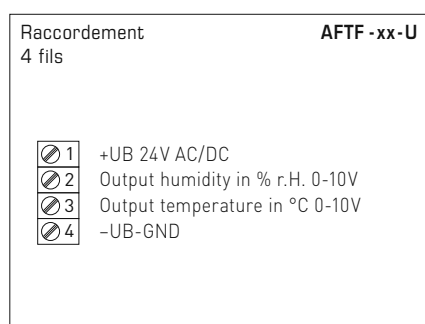 Raccordement AFTF - xx - U
4 fils
1 +UB 24V AC/DC
2 Output humidity in % r.H. 0-10V
3 Output temperature in °C 0-10V
4 –UB-GND